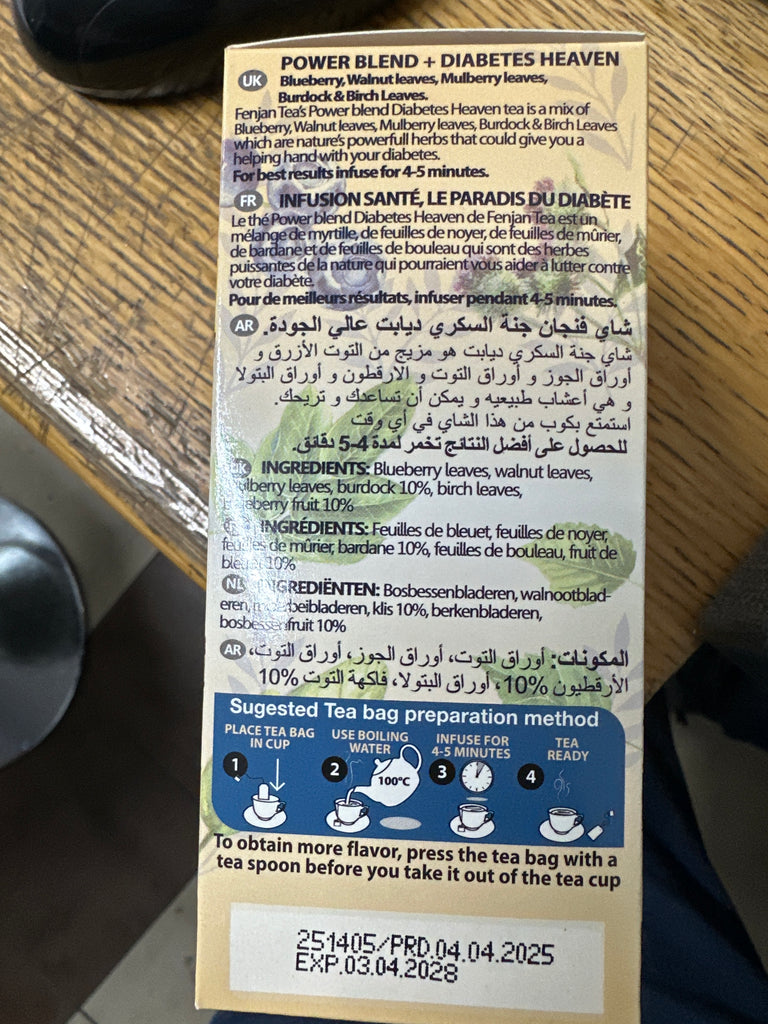 POWER BLEND + DIABETES HEAVEN
UK Blueberry, Walnut leaves, Mulberry leaves,
Burdock & Birch Leaves.
Fenjan Tea's Power blend Diabetes Heaven tea is a mix of
Blueberry, Walnut leaves, Mulberry leaves, Burdock & Birch Leaves
which are nature's powerfull herbs that could give you a
helping hand with your diabetes.
For best results infuse for 4-5 minutes.
FR INFUSION SANTÉ, LE PARADIS DU DIABÈTE
Le thé Power blend Diabetes Heaven de Fenjan Tea est un
mélange de myrtille, de feuilles de noyer, de feuilles de mûrier,
de bardane et de feuilles de bouleau qui sont des herbes
puissantes de la nature qui pourraient vous aider à lutter contre
votre diabète.
Pour de meilleurs résultats, infuser pendant 4-5 minutes.
AR شاي فنجان جنة السكري ديابت عالي الجودة.
شاي جنة السكري ديابت هو مزيج من التوت الأزرق و
أوراق الجوز و أوراق التوت و الارقطون و أوراق البتولا
و هي أعشاب طبيعيه و يمكن أن تساعدك و تريحك.
استمتع بكوب من هذا الشاي في أي وقت
للحصول على أفضل النتائج تخمر لمدة 4-5 دقائق.
UK INGREDIENTS: Blueberry leaves, walnut leaves,
mulberry leaves, burdock 10%, birch leaves,
blueberry fruit 10%
INGRÉDIENTS: Feuilles de bleuet, feuilles de noyer,
feuilles de mûrier, bardane 10%, feuilles de bouleau, fruit de
bleuet 10%
NL INGREDIËNTEN: Bosbessenbladeren, walnootblad-
eren, moerbeibladeren, klis 10%, berkenbladeren,
bosbessenfruit 10%
AR المكونات: أوراق التوت، أوراق الجوز، أوراق التوت،
الأرقطيون 10%، أوراق البتولا، فاكهة التوت 10%
Sugested Tea bag preparation method
PLACE TEA BAG IN CUP
USE BOILING WATER
INFUSE FOR 4-5 MINUTES
TEA READY
1 2 100°C 3 4
To obtain more flavor, press the tea bag with a
tea spoon before you take it out of the tea cup
251405/PRD.04.04.2025
EXP.03.04.2028